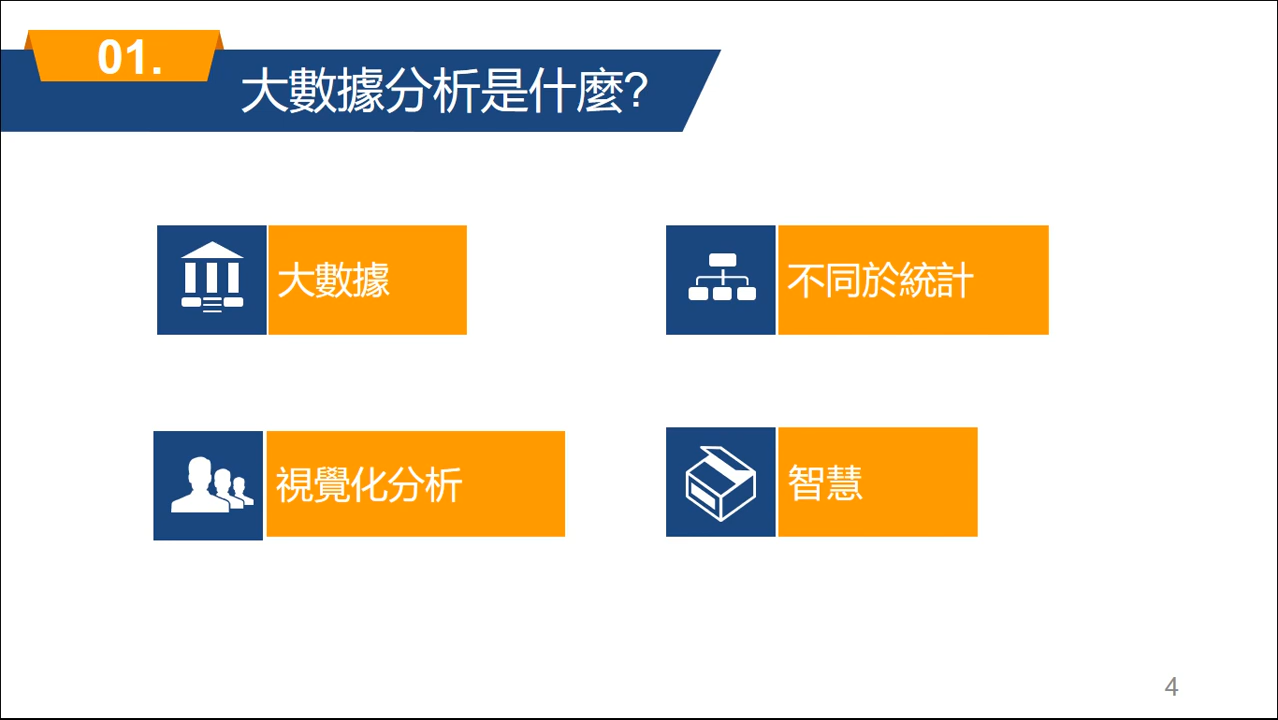 01.
大數據分析是什麼?
大數據
不同於統計
視覺化分析
智慧
4